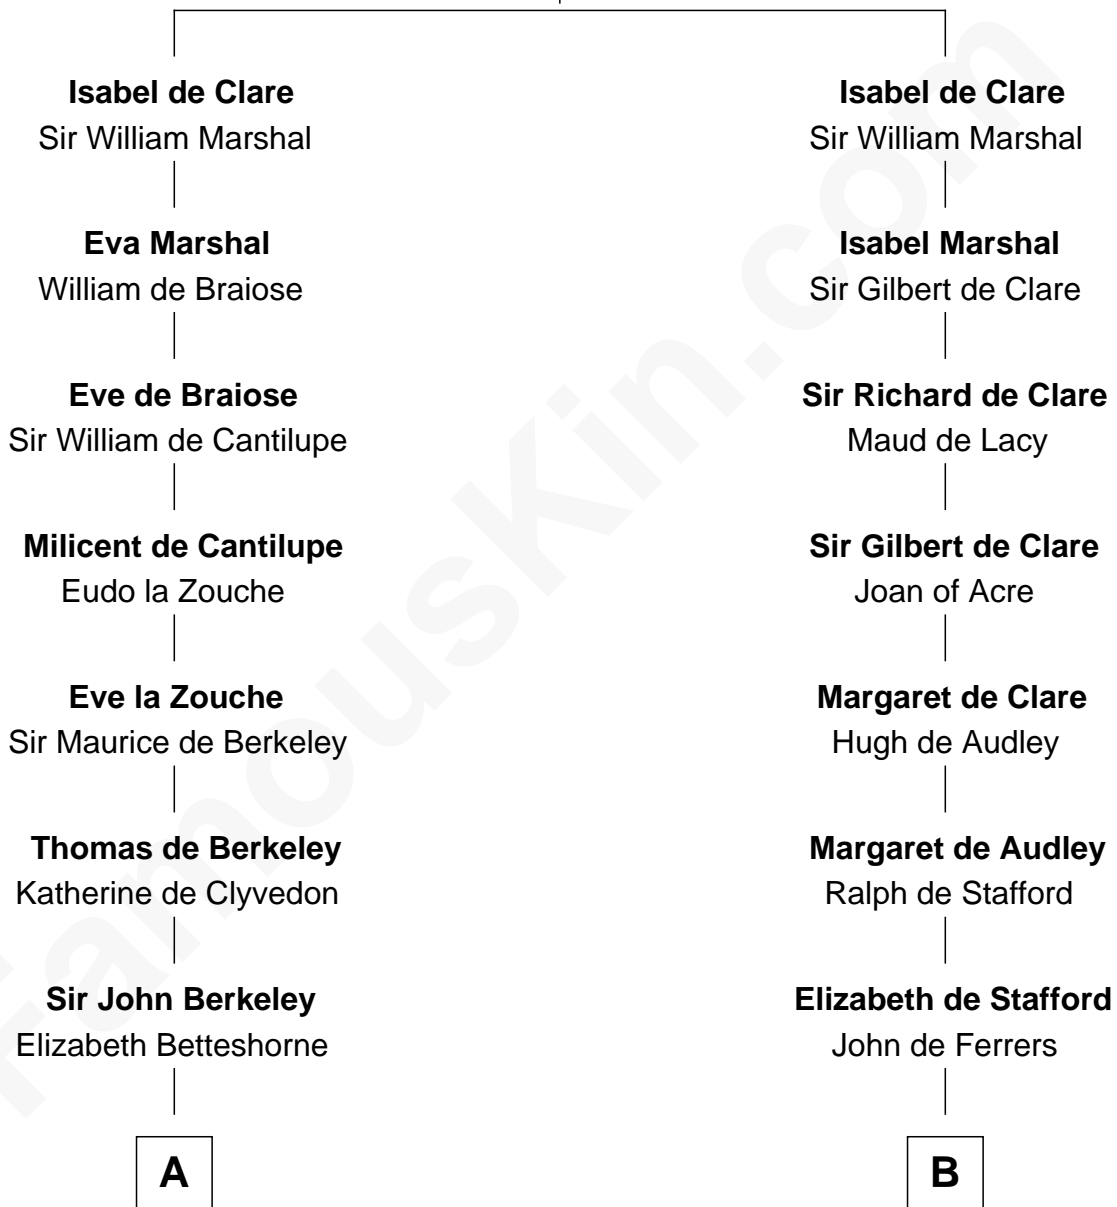 Isabel de Clare
Sir William Marshal
Eva Marshal
William de Braiose
Eve de Braiose
Sir William de Cantilupe
Milicent de Cantilupe
Eudo la Zouche
Eve la Zouche
Sir Maurice de Berkeley
Thomas de Berkeley
Katherine de Clyvedon
Sir John Berkeley
Elizabeth Betteshorne
A
Isabel de Clare
Sir William Marshal
Isabel Marshal
Sir Gilbert de Clare
Sir Richard de Clare
Maud de Lacy
Sir Gilbert de Clare
Joan of Acre
Margaret de Clare
Hugh de Audley
Margaret de Audley
Ralph de Stafford
Elizabeth de Stafford
John de Ferrers
B
FamousKin.com